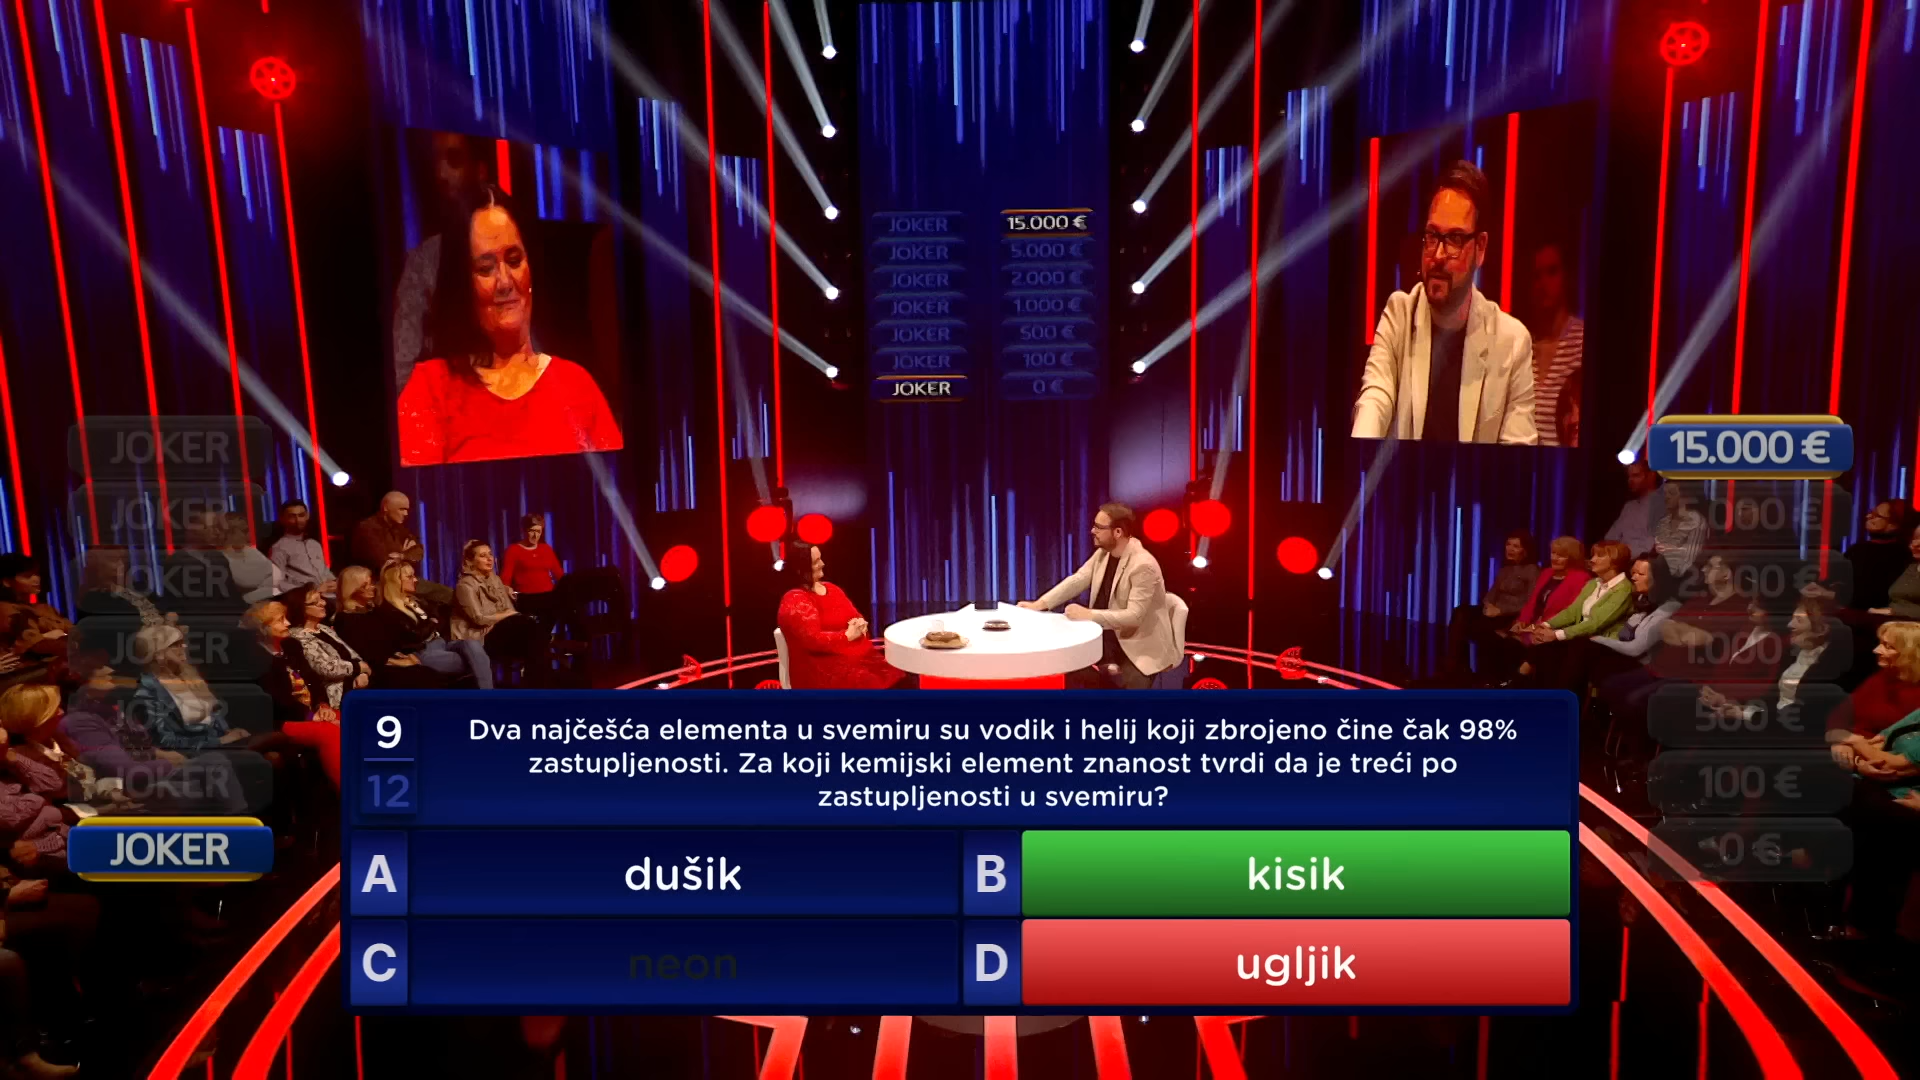 JOKER 15.000 €
JOKER 5.000 €
JOKER 2.000 €
JOKER 1.000 €
JOKER 500 €
JOKER 100 €
JOKER 0 €
JOKER
JOKER
JOKER
JOKER
JOKER
JOKER
JOKER
15.000 €
5.000 €
2.000 €
1.000 €
500 €
100 €
0 €
9
12
Dva najčešća elementa u svemiru su vodik i helij koji zbrojeno čine čak 98%
zastupljenosti. Za koji kemijski element znanost tvrdi da je treći po
zastupljenosti u svemiru?
A dušik
B kisik
C neon
D ugljik